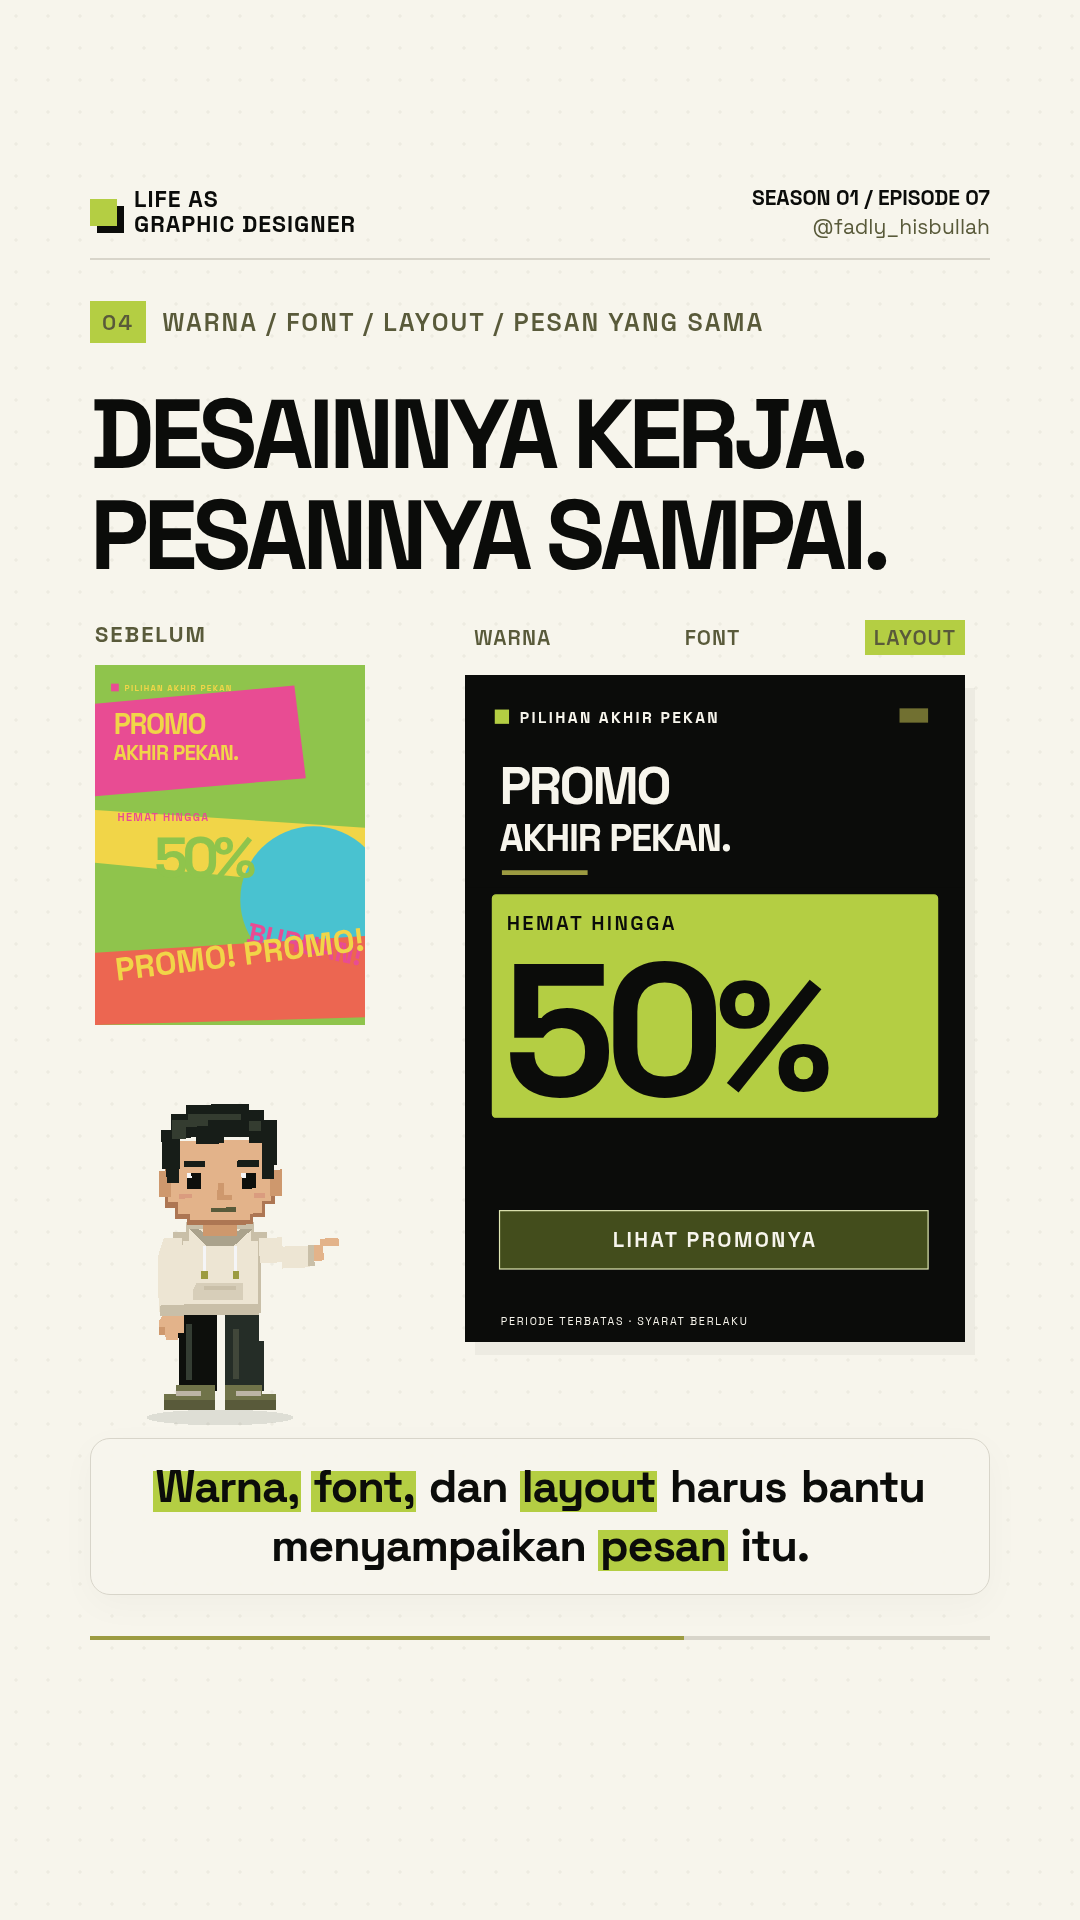 LIFE AS
GRAPHIC DESIGNER
SEASON 01 / EPISODE 07
@fadly_hisbullah
04 WARNA / FONT / LAYOUT / PESAN YANG SAMA
DESAINNYA KERJA.
PESANNYA SAMPAI.
SEBELUM
PILIHAN AKHIR PEKAN
PROMO
AKHIR PEKAN.
HEMAT HINGGA
50%
PROMO! PROMO!
WARNA FONT LAYOUT
PILIHAN AKHIR PEKAN
PROMO
AKHIR PEKAN.
HEMAT HINGGA
50%
LIHAT PROMONYA
PERIODE TERBATAS · SYARAT BERLAKU
Warna, font, dan layout harus bantu
menyampaikan pesan itu.